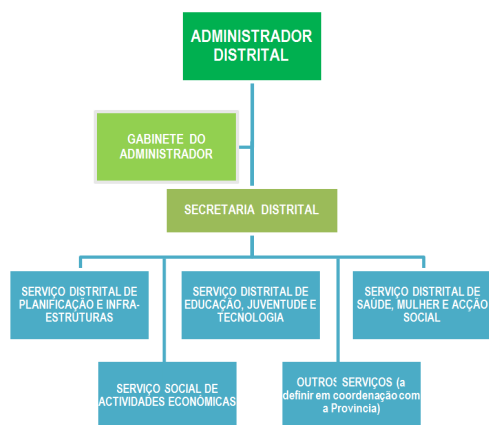 ADMINISTRADOR
DISTRITAL
GABINETE DO
ADMINISTRADOR
SECRETARIA DISTRITAL
SERVIÇO DISTRITAL DE
PLANIFICAÇÃO E INFRA-
ESTRUTURAS
SERVIÇO DISTRITAL DE
EDUCAÇÃO, JUVENTUDE E
TECNOLOGIA
SERVIÇO DISTRITAL DE
SAÚDE, MULHER E ACÇÃO
SOCIAL
SERVIÇO SOCIAL DE
ACTIVIDADES ECONÔMICAS
OUTROS SERVIÇOS (a
definir em coordenação com
a Província)